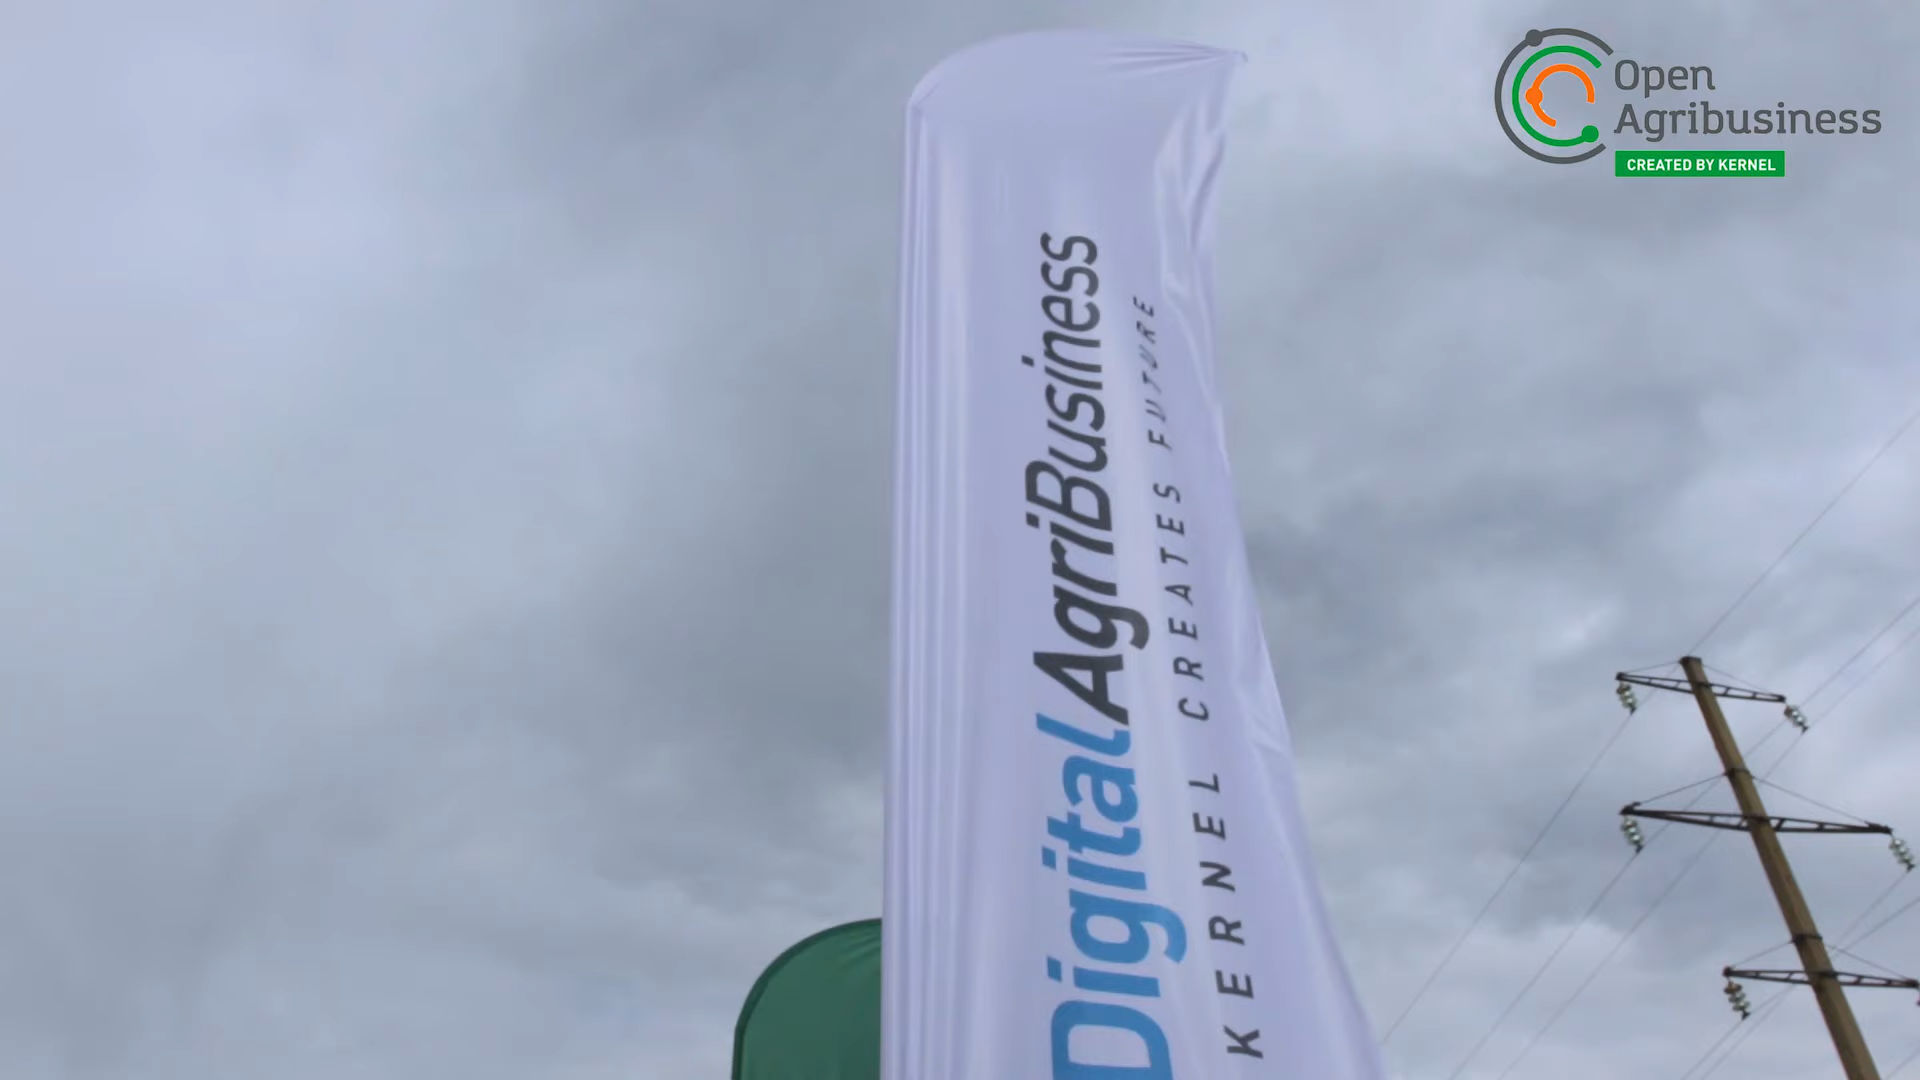 Open
Agribusiness
CREATED BY KERNEL
DigitalAgriBusiness
KERNEL CREATES FUTURE